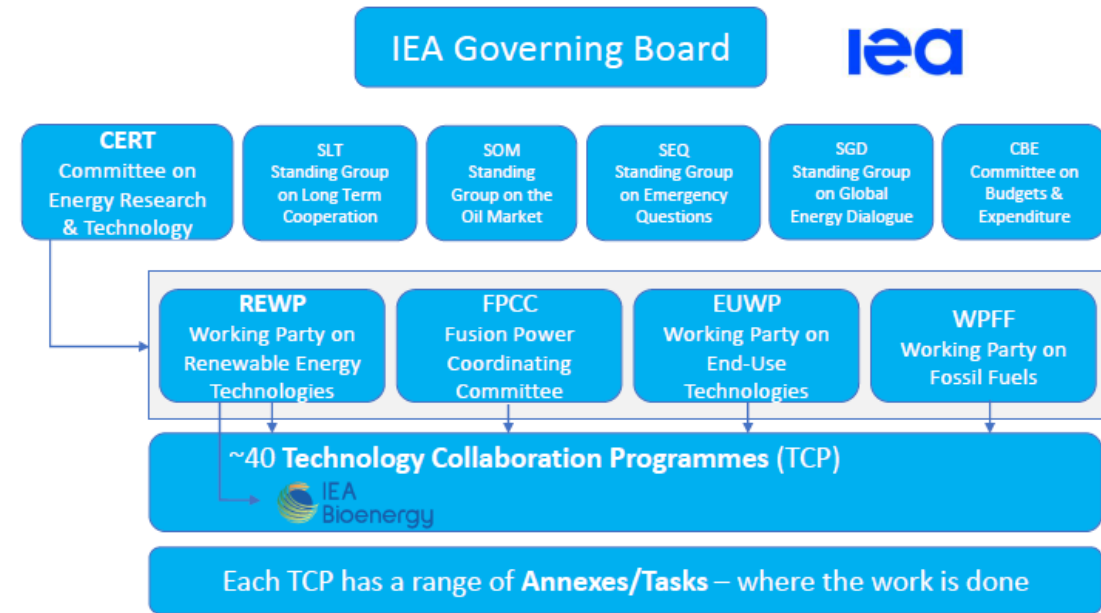 IEA Governing Board
iea
CERT
Committee on
Energy Research
& Technology
SLT
Standing Group
on Long Term
Cooperation
SOM
Standing
Group on the
Oil Market
SEQ
Standing Group
on Emergency
Questions
SGD
Standing Group
on Global
Energy Dialogue
CBE
Committee on
Budgets &
Expenditure
REWP
Working Party on
Renewable Energy
Technologies
FPCC
Fusion Power
Coordinating
Committee
EUWP
Working Party on
End-Use
Technologies
WPFF
Working Party on
Fossil Fuels
~40 Technology Collaboration Programmes (TCP)
IEA
Bioenergy
Each TCP has a range of Annexes/Tasks – where the work is done